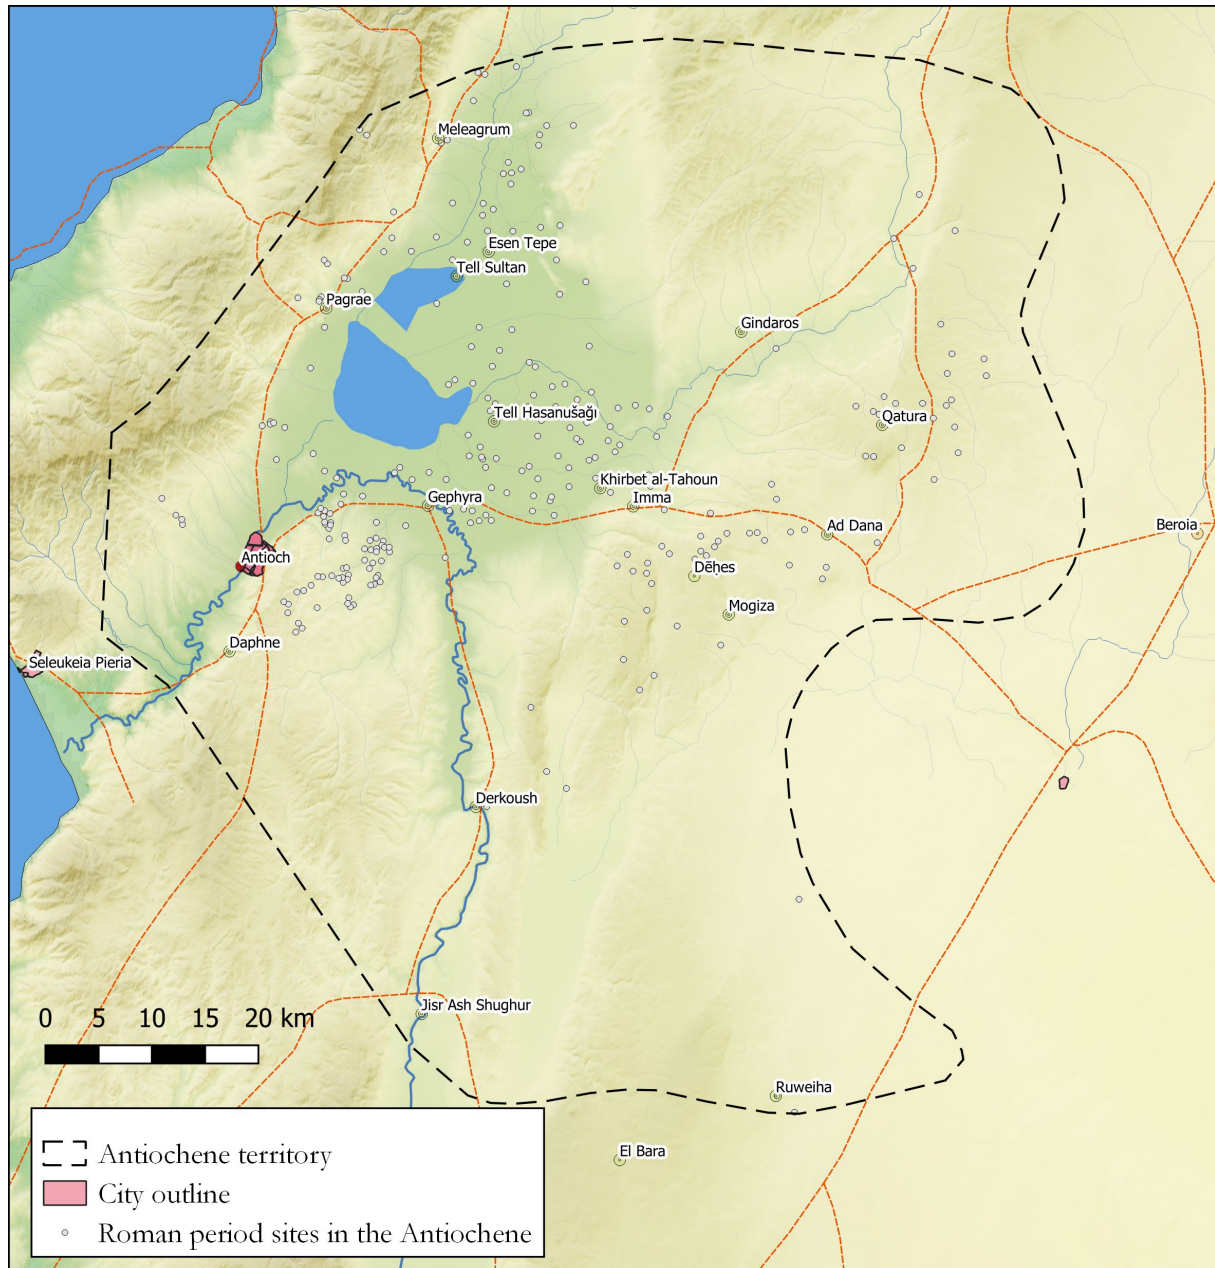 Meleagrum
Esen Tepe
Tell Sultan
Pagrae
Gindaros
Tell Hasanušağı
Qatura
Khirbet al-Tahoun
Gephyra
Imma
Ad Dana
Beroia
Antioch
Dēḥes
Mogiza
Daphne
Seleukeia Pieria
Derkoush
Jisr Ash Shughur
0 5 10 15 20 km
Ruweiha
El Bara
Antiochene territory
City outline
Roman period sites in the Antiochene